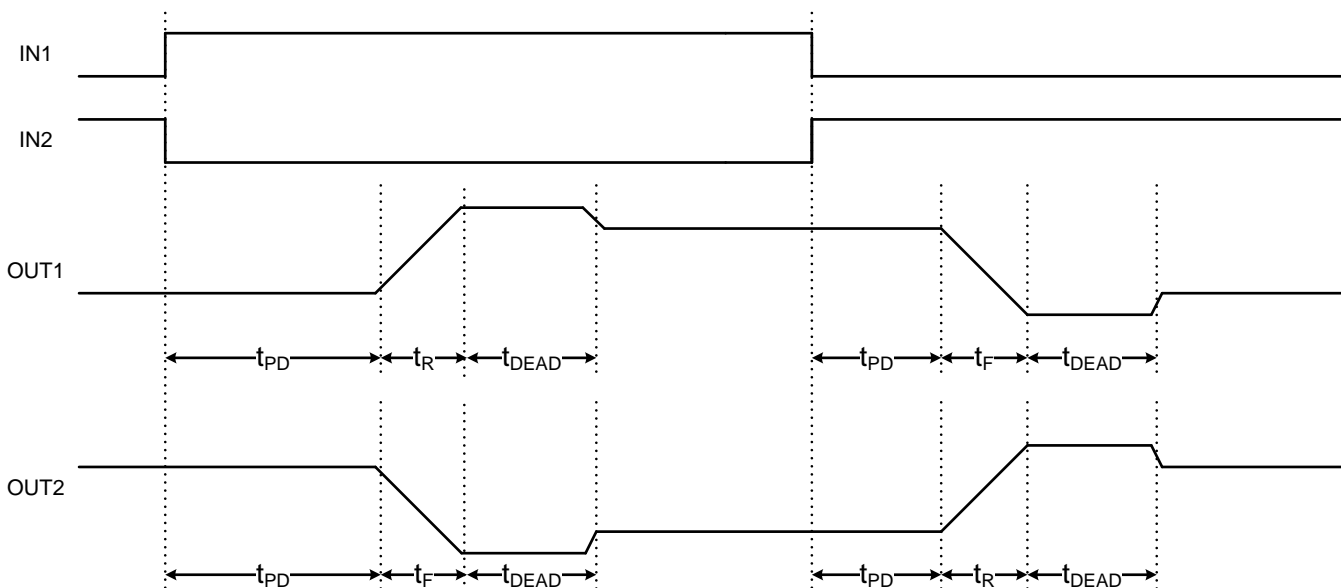 IN1
IN2
OUT1
tPD tR tDEAD tPD tF tDEAD
OUT2
tPD tF tDEAD tPD tR tDEAD